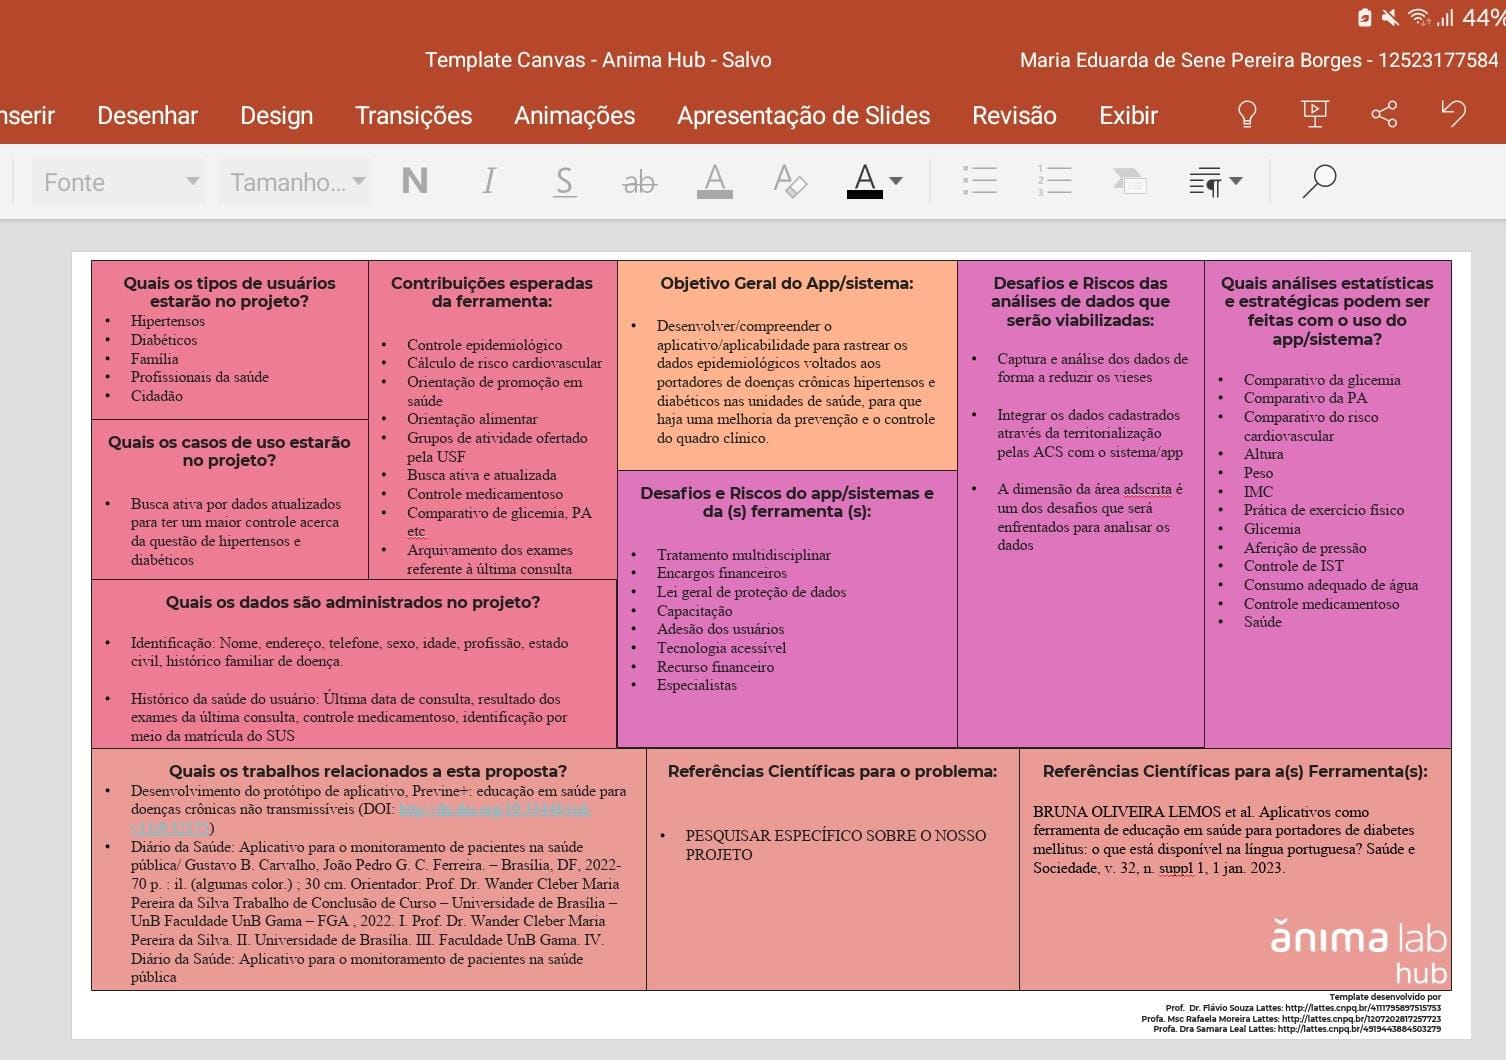 44%
Template Canvas - Anima Hub - Salvo
Maria Eduarda de Sene Pereira Borges - 12523177584
nserir
Desenhar
Design
Transições
Animações
Apresentação de Slides
Revisão
Exibir
Fonte
Tamanho...
N
I
S
ab
A
A
A
Quais os tipos de usuários
estarão no projeto?
• Hipertensos
• Diabéticos
• Família
• Profissionais da saúde
• Cidadão
Quais os casos de uso estarão
no projeto?
• Busca ativa por dados atualizados
para ter um maior controle acerca
da questão de hipertensos e
diabéticos
Contribuições esperadas
da ferramenta:
• Controle epidemiológico
• Cálculo de risco cardiovascular
• Orientação de promoção em
saúde
• Orientação alimentar
• Grupos de atividade ofertado
pela USF
• Busca ativa e atualizada
• Controle medicamentoso
• Comparativo de glicemia, PA
etc
• Arquivamento dos exames
referente à última consulta
Quais os dados são administrados no projeto?
• Identificação: Nome, endereço, telefone, sexo, idade, profissão, estado
civil, histórico familiar de doença.
• Histórico da saúde do usuário: Última data de consulta, resultado dos
exames da última consulta, controle medicamentoso, identificação por
meio da matrícula do SUS
Objetivo Geral do App/sistema:
• Desenvolver/compreender o
aplicativo/aplicabilidade para rastrear os
dados epidemiológicos voltados aos
portadores de doenças crônicas hipertensos e
diabéticos nas unidades de saúde, para que
haja uma melhoria da prevenção e o controle
do quadro clínico.
Desafios e Riscos do app/sistemas e
da (s) ferramenta (s):
• Tratamento multidisciplinar
• Encargos financeiros
• Lei geral de proteção de dados
• Capacitação
• Adesão dos usuários
• Tecnologia acessível
• Recurso financeiro
• Especialistas
Desafios e Riscos das
análises de dados que
serão viabilizadas:
• Captura e análise dos dados de
forma a reduzir os vieses
• Integrar os dados cadastrados
através da territorialização
pelas ACS com o sistema/app
• A dimensão da área adscrita é
um dos desafios que será
enfrentados para analisar os
dados
Quais análises estatísticas
e estratégicas podem ser
feitas com o uso do
app/sistema?
• Comparativo da glicemia
• Comparativo da PA
• Comparativo do risco
cardiovascular
• Altura
• Peso
• IMC
• Prática de exercício físico
• Glicemia
• Aferição de pressão
• Controle de IST
• Consumo adequado de água
• Controle medicamentoso
• Saúde
Quais os trabalhos relacionados a esta proposta?
• Desenvolvimento do protótipo de aplicativo, Previne+: educação em saúde para
doenças crônicas não transmissíveis (DOI:
• Diário da Saúde: Aplicativo para o monitoramento de pacientes na saúde
pública/ Gustavo B. Carvalho, João Pedro G. C. Ferreira. – Brasília, DF, 2022-
70 p. : il. (algumas color.) ; 30 cm. Orientador: Prof. Dr. Wander Cleber Maria
Pereira da Silva Trabalho de Conclusão de Curso – Universidade de Brasília –
UnB Faculdade UnB Gama – FGA , 2022. I. Prof. Dr. Wander Cleber Maria
Pereira da Silva. II. Universidade de Brasília. III. Faculdade UnB Gama. IV.
Diário da Saúde: Aplicativo para o monitoramento de pacientes na saúde
pública
Referências Científicas para o problema:
• PESQUISAR ESPECÍFICO SOBRE O NOSSO
PROJETO
Referências Científicas para a(s) Ferramenta(s):
BRUNA OLIVEIRA LEMOS et al. Aplicativos como
ferramenta de educação em saúde para portadores de diabetes
mellitus: o que está disponível na língua portuguesa? Saúde e
Sociedade, v. 32, n. suppl 1, 1 jan. 2023.
ănima lab
hub
Template desenvolvido por
Prof. Dr. Flávio Souza Lattes: http://lattes.cnpq.br/4111795897515753
Profa. Msc Rafaela Moreira Lattes: http://lattes.cnpq.br/1207202817257723
Profa. Dra Samara Leal Lattes: http://lattes.cnpq.br/4919443884503279